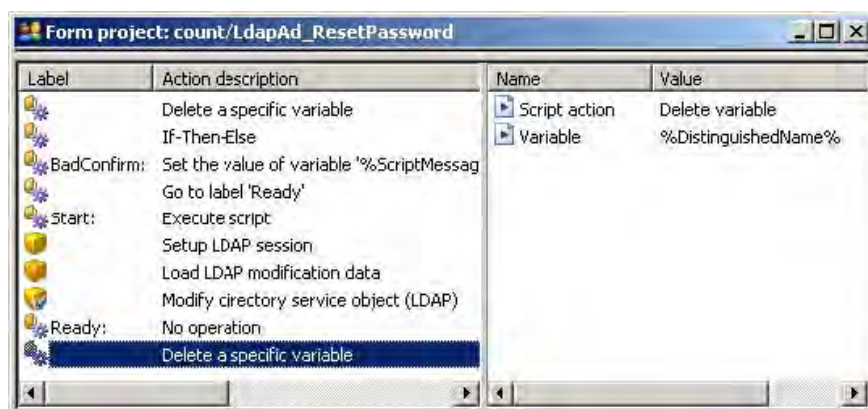 Form project: count/LdapAd_ResetPassword
Label Action description
Delete a specific variable
If-Then-Else
BadConfirm: Set the value of variable '%ScriptMessag
Go to label 'Ready'
Start: Execute script
Setup LDAP session
Load LDAP modification data
Modify directory service object (LDAP)
Ready: No operation
Delete a specific variable
Name Value
Script action Delete variable
Variable %DistinguishedName%